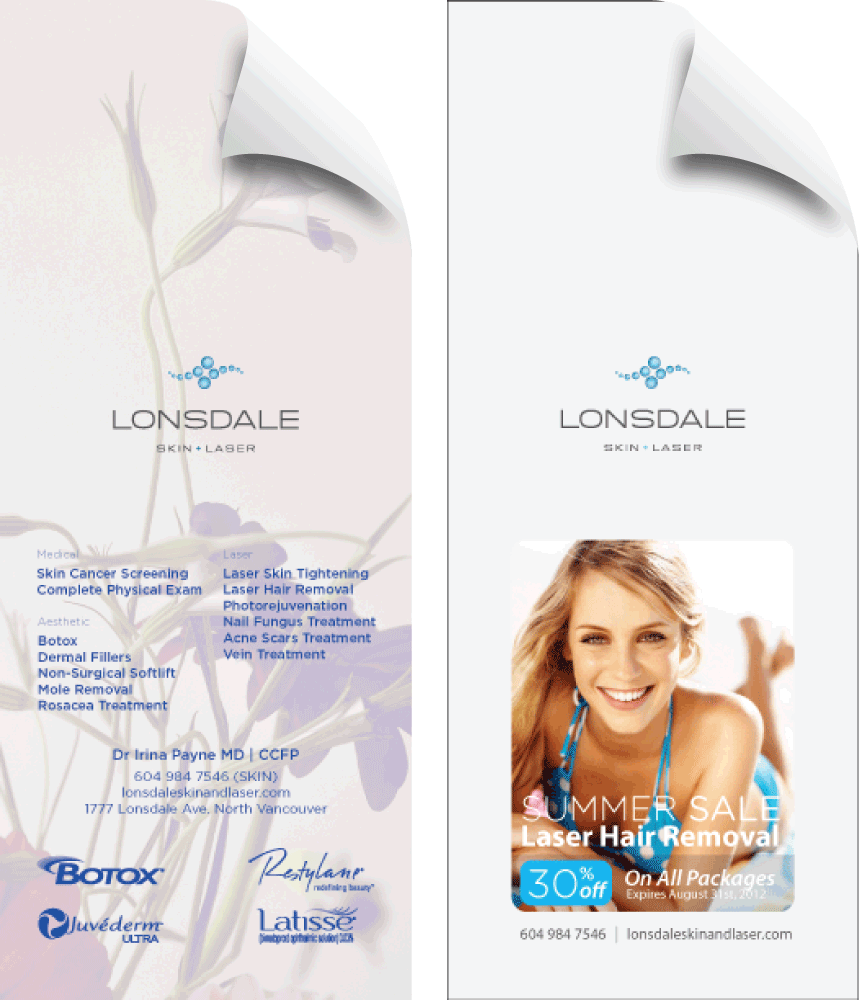 LONSDALE
SKIN + LASER
Medical
Skin Cancer Screening
Complete Physical Exam
Aesthetic
Botox
Dermal Fillers
Non-Surgical Softlift
Mole Removal
Rosacea Treatment
Laser
Laser Skin Tightening
Laser Hair Removal
Photorejuvenation
Nail Fungus Treatment
Acne Scars Treatment
Vein Treatment
Dr Irina Payne MD | CCFP
604 984 7546 (SKIN)
lonsdaleskinandlaser.com
1777 Lonsdale Ave, North Vancouver
BOTOX®
Restylane
redefining beauty™
Juvéderm
ULTRA
Latisse
LONSDALE
SKIN + LASER
SUMMER SALE
Laser Hair Removal
30% off
On All Packages
Expires August 31st, 2012
604 984 7546 | lonsdaleskinandlaser.com